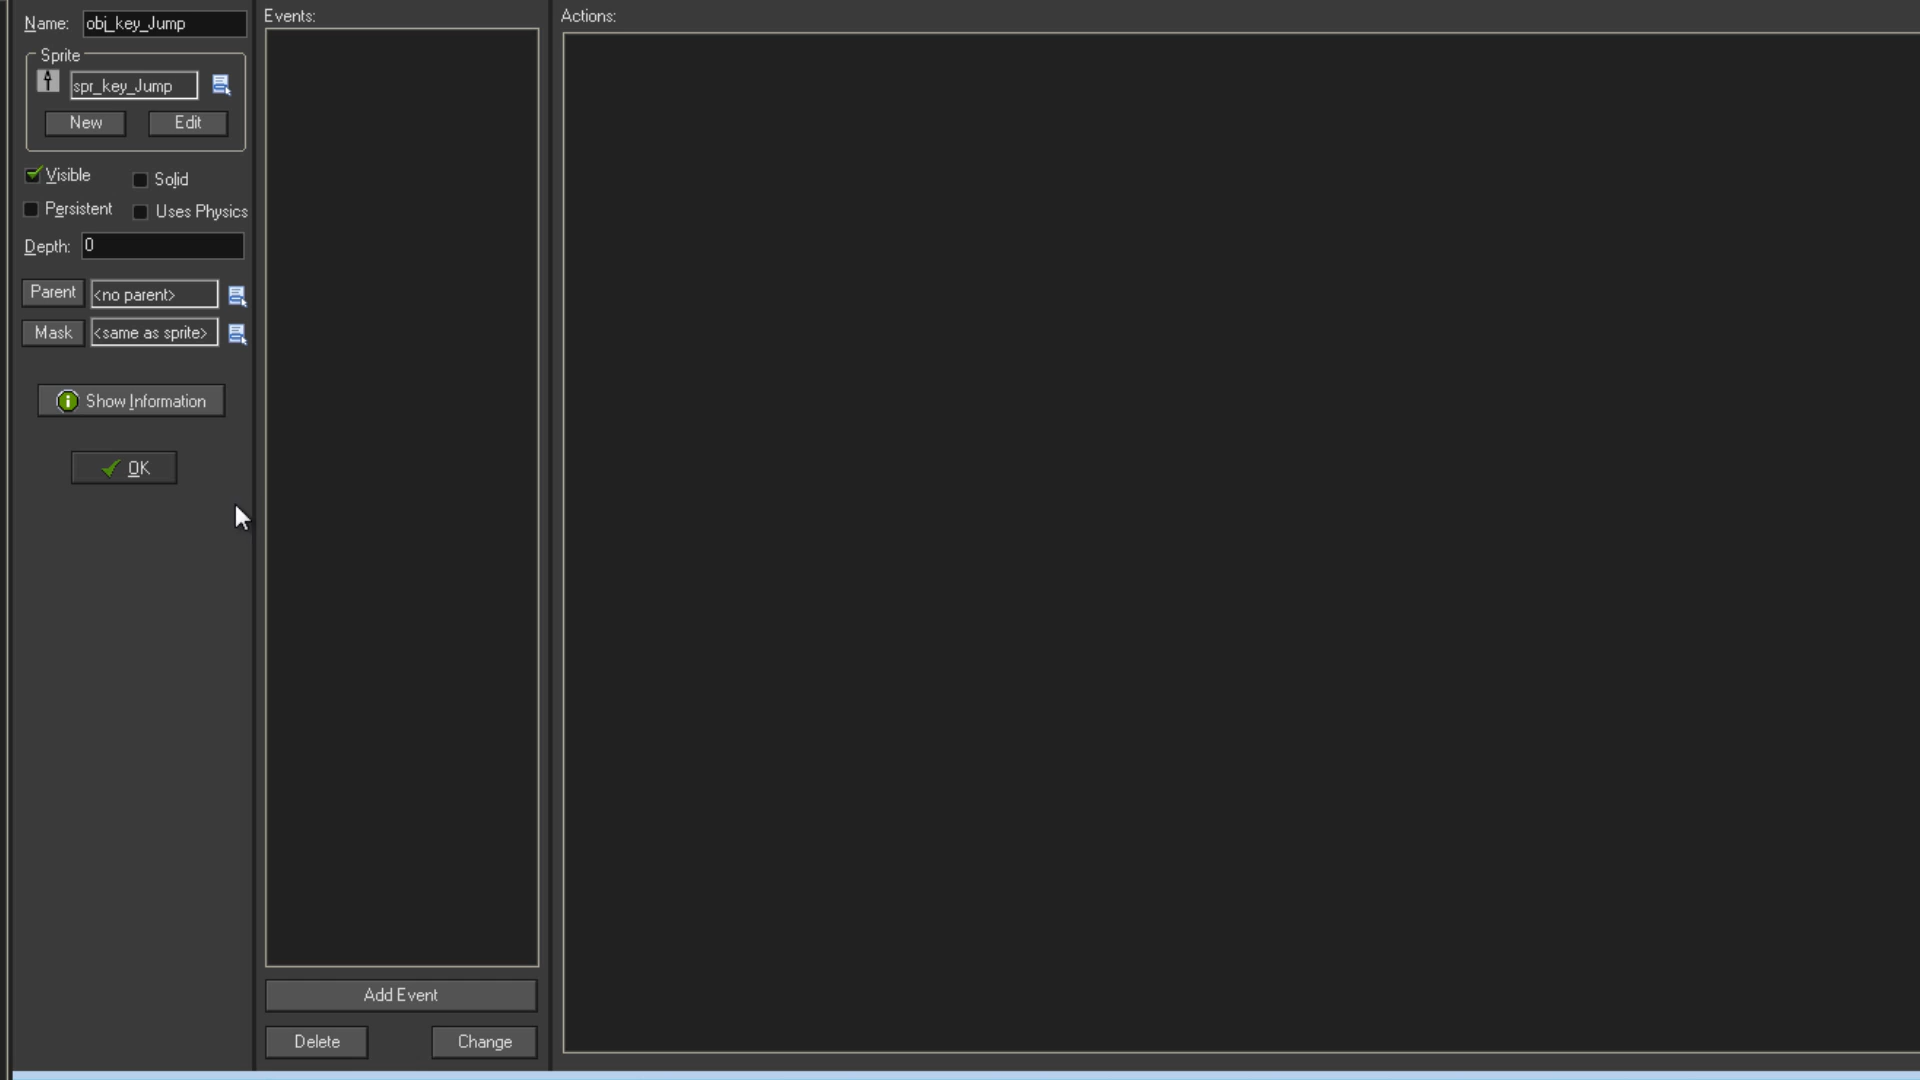 Name: obj_key_Jump
Sprite
spr_key_Jump
New Edit
Visible Solid
Persistent Uses Physics
Depth: 0
Parent <no parent>
Mask <same as sprite>
Show Information
OK
Events:
Add Event
Delete Change
Actions: